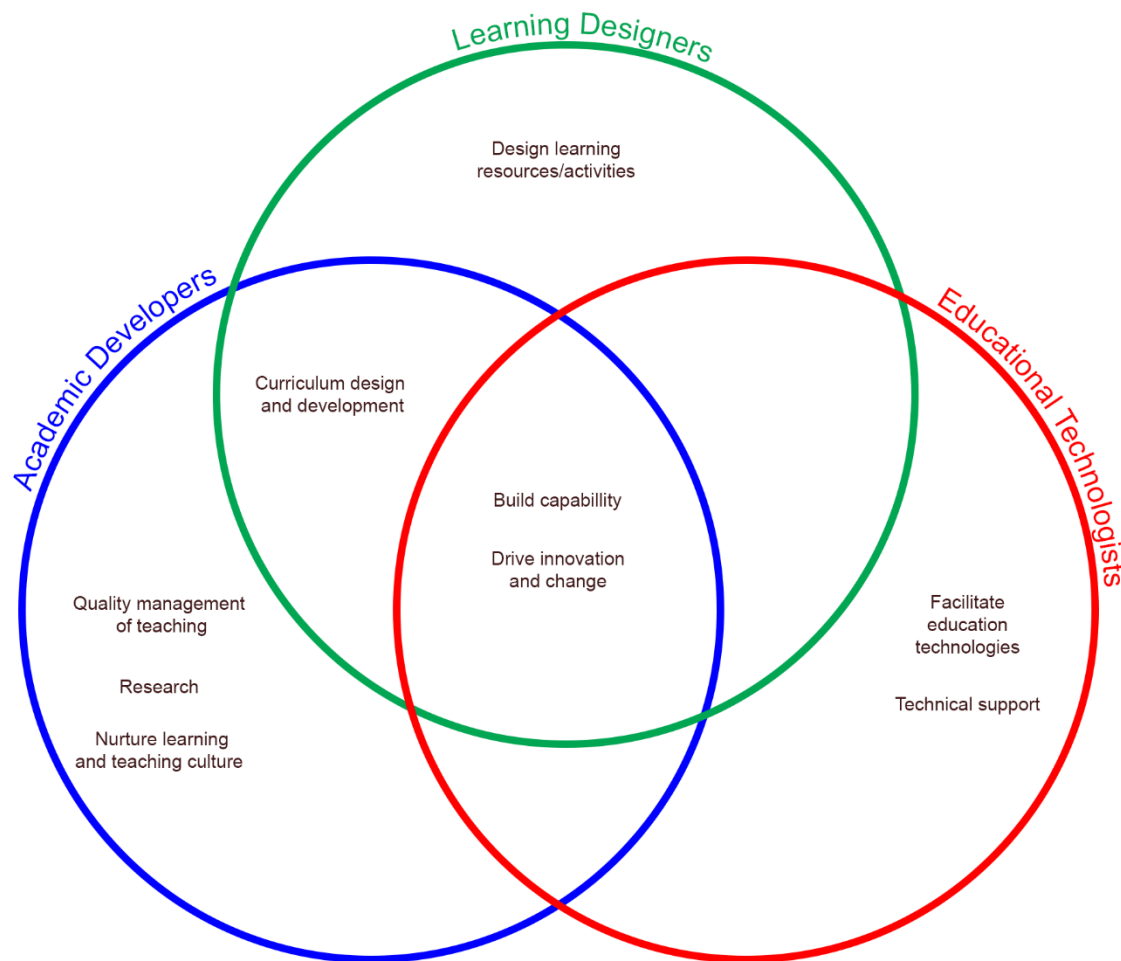 Learning Designers
Design learning
resources/activities
Academic Developers
Educational Technologists
Curriculum design
and development
Build capabillity
Drive innovation
and change
Quality management
of teaching
Research
Nurture learning
and teaching culture
Facilitate
education
technologies
Technical support